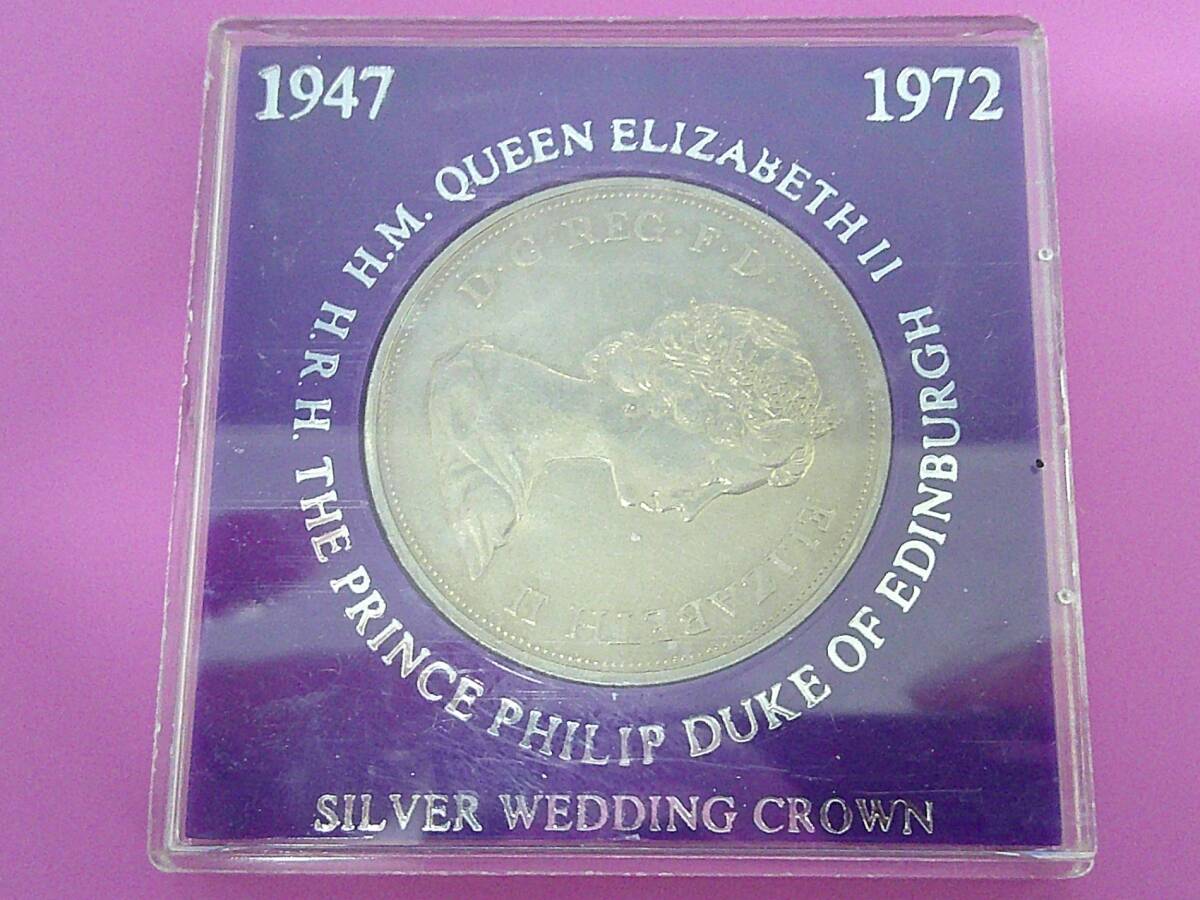 1947 1972
H.M. QUEEN ELIZABETH II
H.R.H. THE PRINCE PHILIP DUKE OF EDINBURGH
D·G·REG·F·D·
ELIZABETH II
SILVER WEDDING CROWN